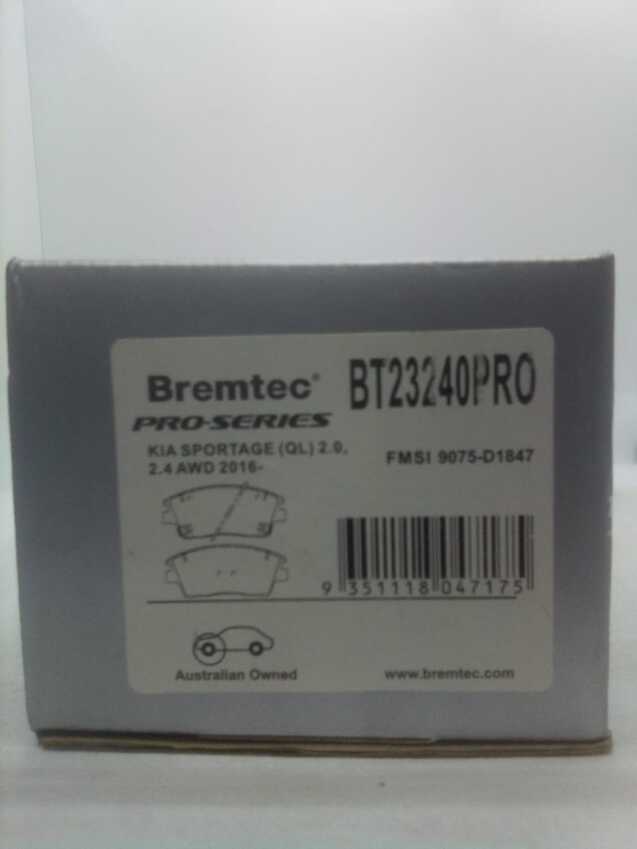 Bremtec®
BT23240PRO
PRO-SERIES
KIA SPORTAGE (QL) 2.0,
2.4 AWD 2016-
FMSI 9075-D1847
9 351118 047175
Australian Owned
www.bremtec.com